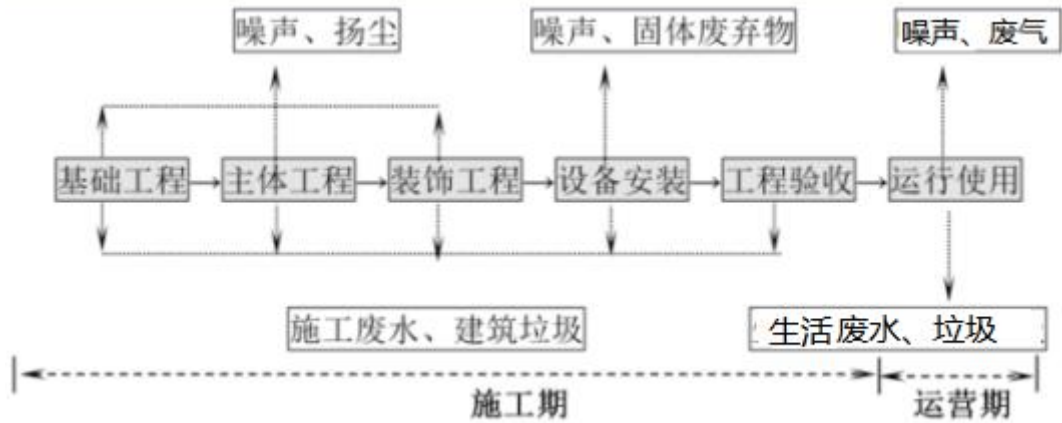 噪声、扬尘
噪声、固体废弃物
噪声、废气
基础工程
主体工程
装饰工程
设备安装
工程验收
运行使用
施工废水、建筑垃圾
生活废水、垃圾
施工期
运营期